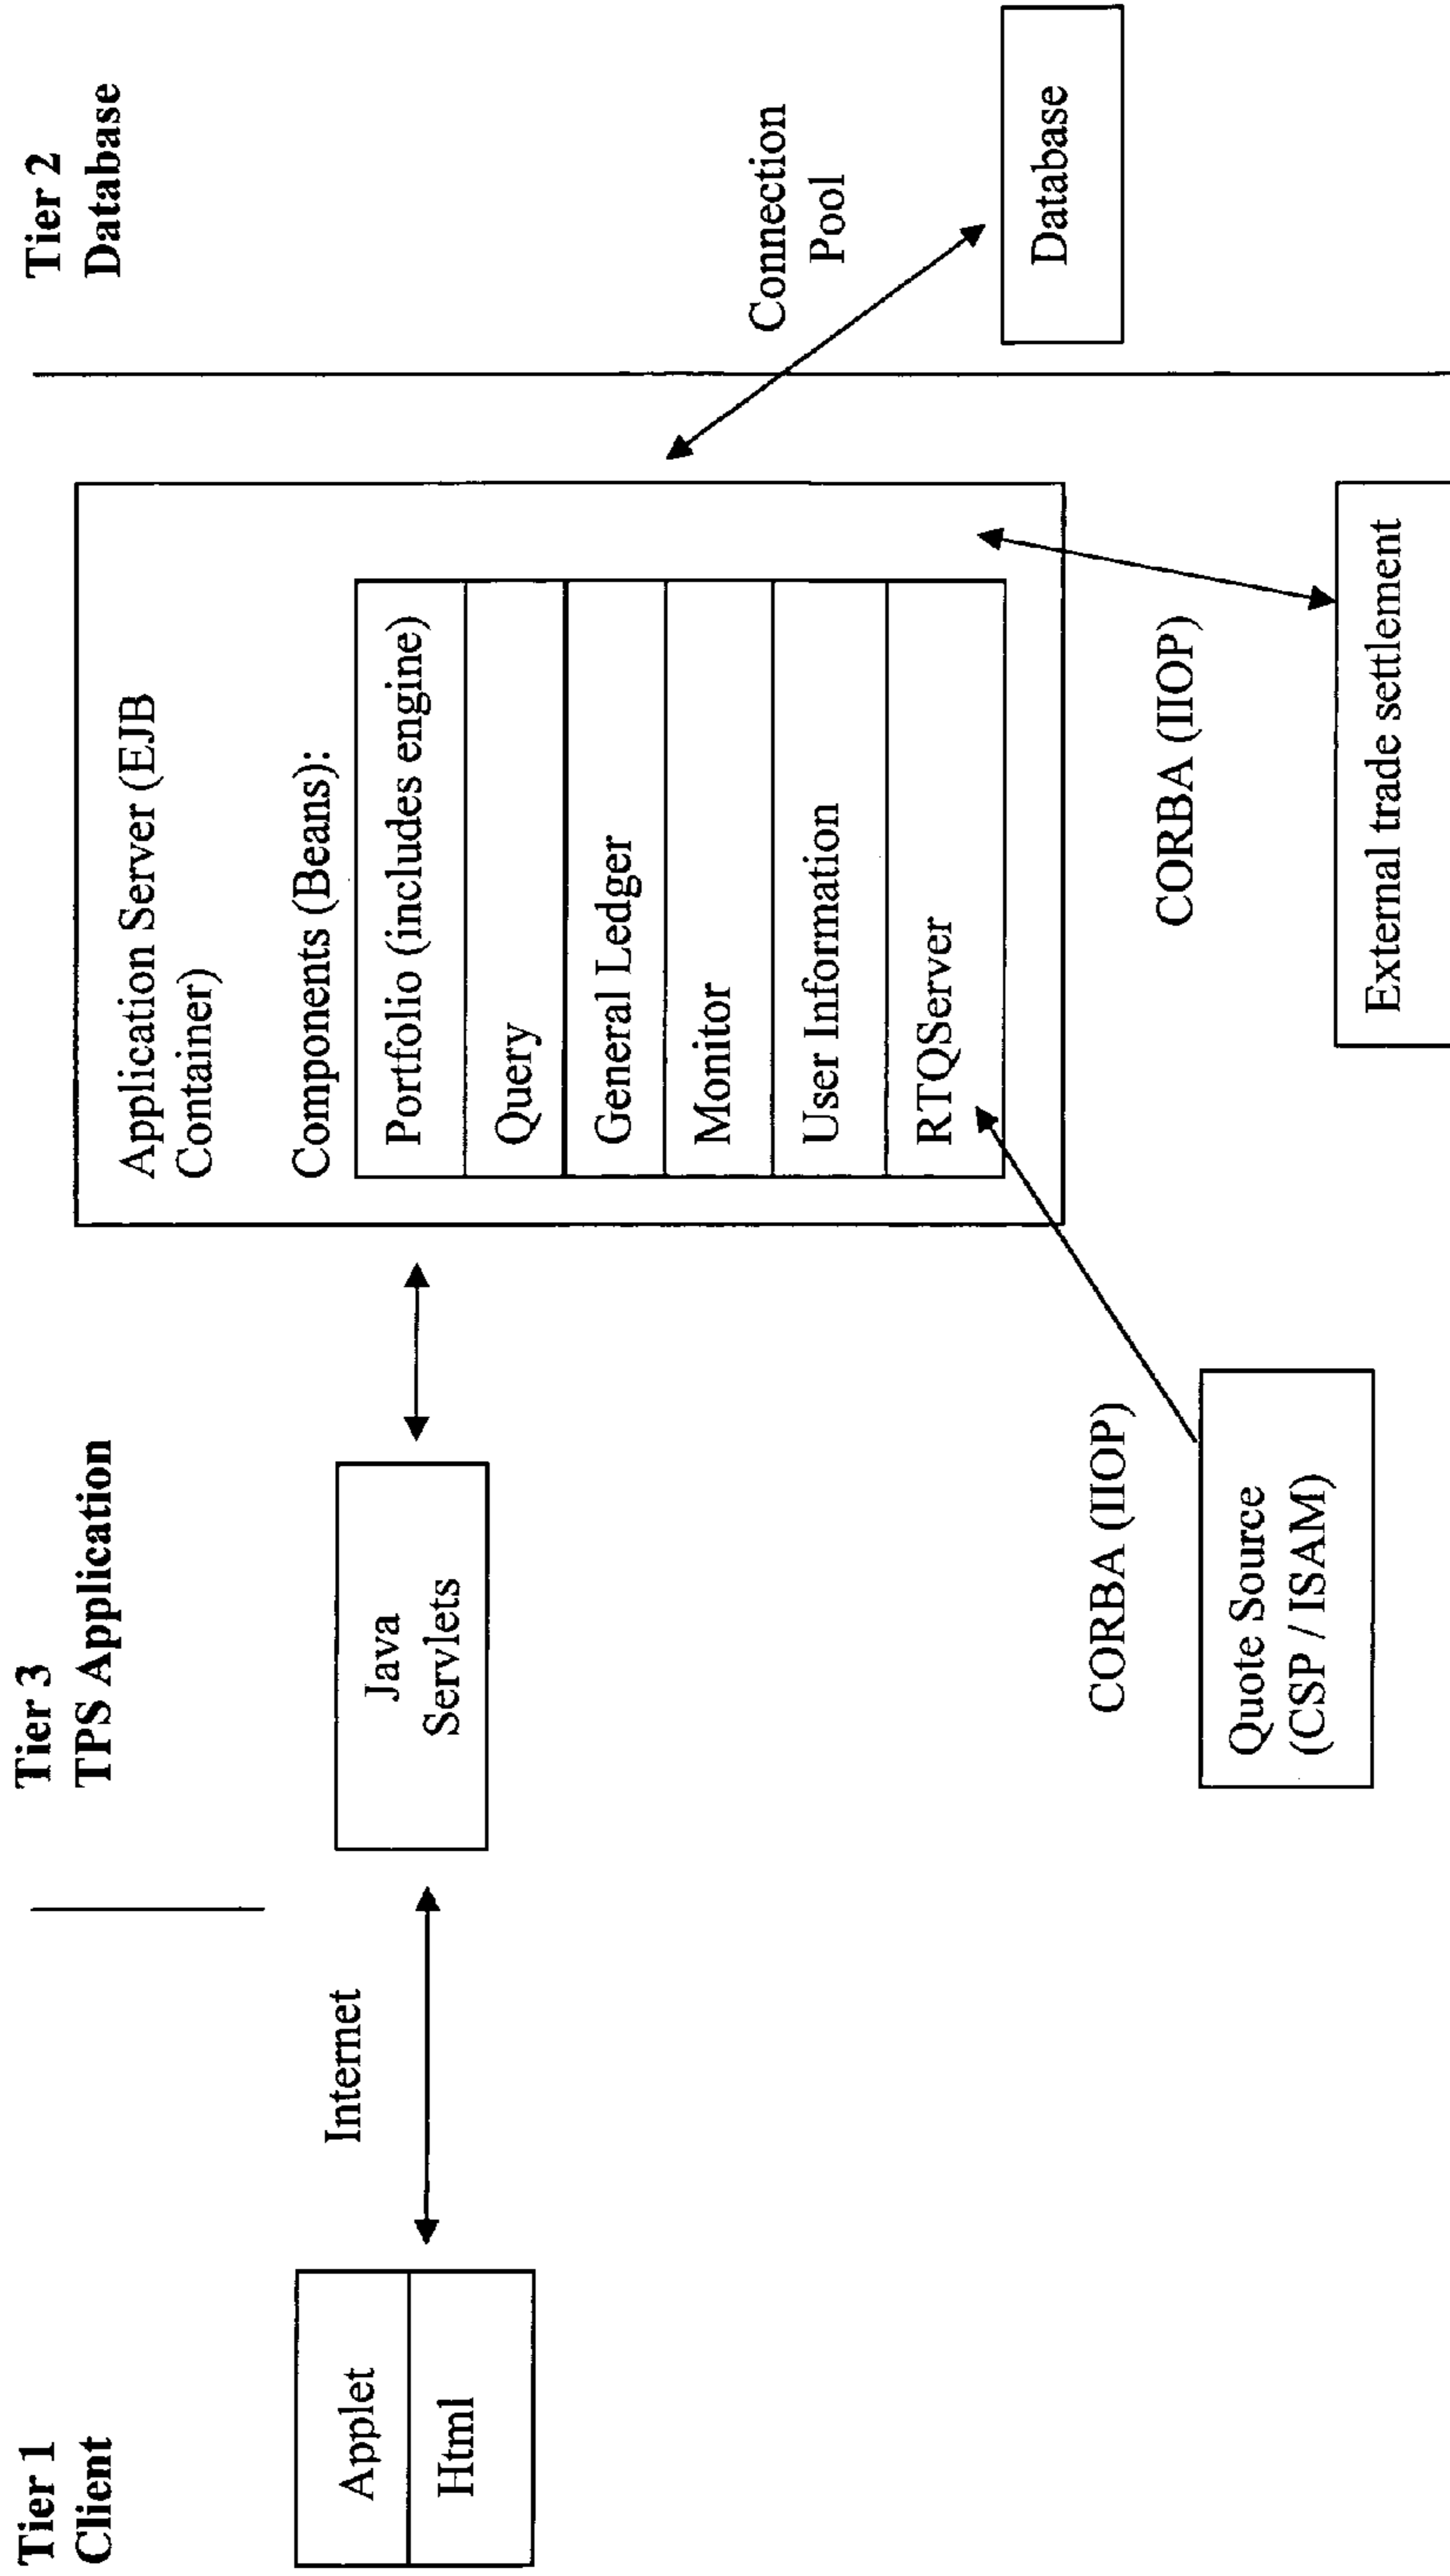 Tier 1
Client
Tier 3
TPS Application
Tier 2
Database
Applet
Html
Internet
Java
Servlets
Application Server (EJB
Container)
Components (Beans):
Portfolio (includes engine)
Query
General Ledger
Monitor
User Information
RTQServer
Connection
Pool
Database
CORBA (IIOP)
Quote Source
(CSP / ISAM)
CORBA (IIOP)
External trade settlement